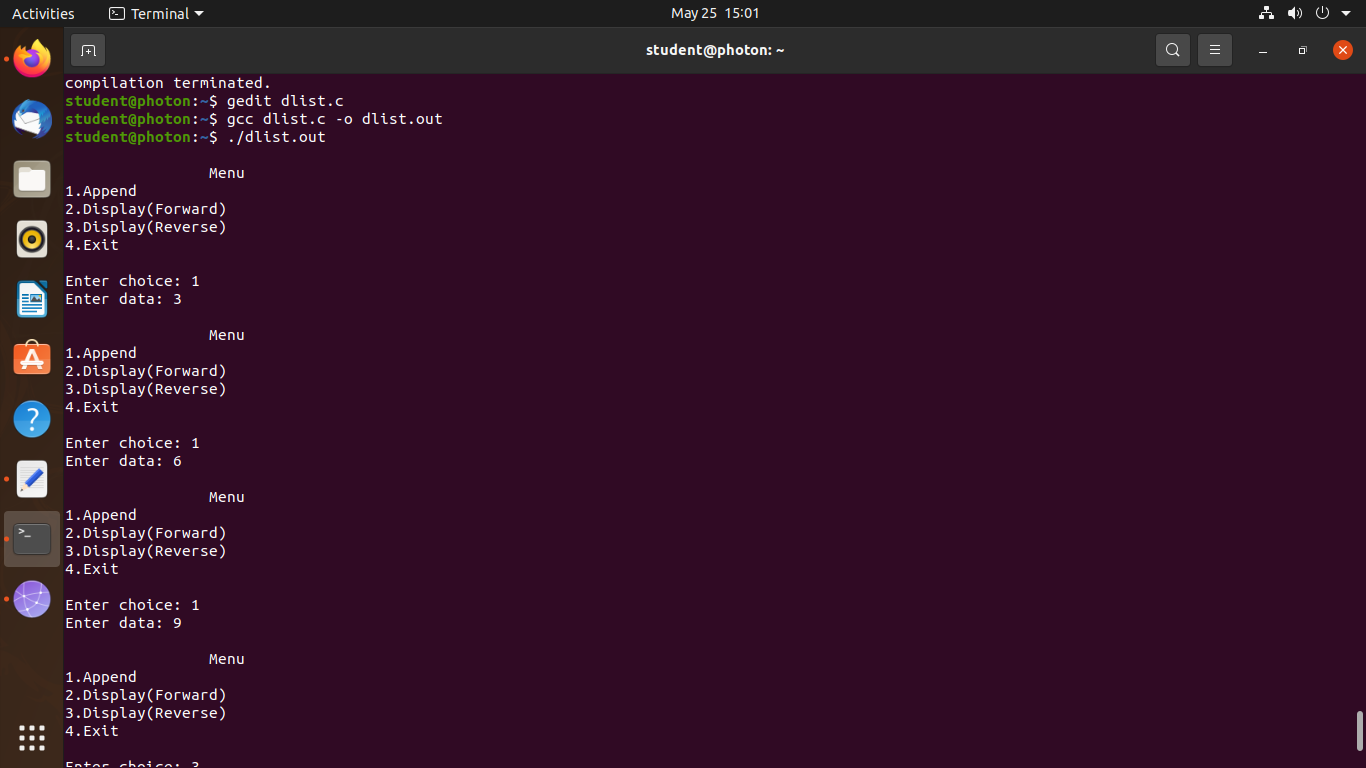 Activities Terminal May 25 15:01
student@photon: ~
compilation terminated.
student@photon:~$ gedit dlist.c
student@photon:~$ gcc dlist.c -o dlist.out
student@photon:~$ ./dlist.out
Menu
1.Append
2.Display(Forward)
3.Display(Reverse)
4.Exit
Enter choice: 1
Enter data: 3
Menu
1.Append
2.Display(Forward)
3.Display(Reverse)
4.Exit
Enter choice: 1
Enter data: 6
Menu
1.Append
2.Display(Forward)
3.Display(Reverse)
4.Exit
Enter choice: 1
Enter data: 9
Menu
1.Append
2.Display(Forward)
3.Display(Reverse)
4.Exit
Enter choice: